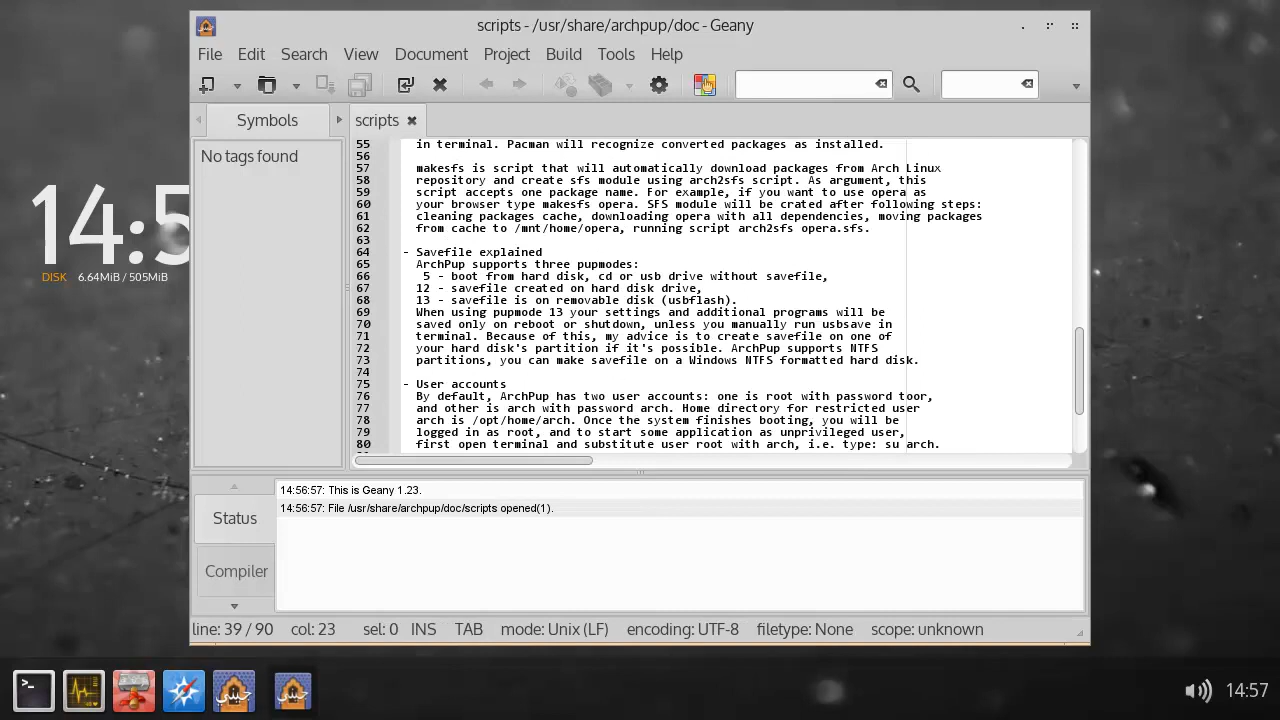 scripts - /usr/share/archpup/doc - Geany
File Edit Search View Document Project Build Tools Help
Symbols
scripts
No tags found
55 in terminal. Pacman will recognize converted packages as installed.
56
57 makesfs is script that will automatically download packages from Arch Linux
58 repository and create sfs module using arch2sfs script. As argument, this
59 script accepts one package name. For example, if you want to use opera as
60 your browser type makesfs opera. SFS module will be crated after following steps:
61 cleaning packages cache, downloading opera with all dependencies, moving packages
62 from cache to /mnt/home/opera, running script arch2sfs opera.sfs.
63
64 - Savefile explained
65 ArchPup supports three pupmodes:
66 5 - boot from hard disk, cd or usb drive without savefile,
67 12 - savefile created on hard disk drive,
68 13 - savefile is on removable disk (usbflash).
69 When using pupmode 13 your settings and additional programs will be
70 saved only on reboot or shutdown, unless you manually run usbsave in
71 terminal. Because of this, my advice is to create savefile on one of
72 your hard disk's partition if it's possible. ArchPup supports NTFS
73 partitions, you can make savefile on a Windows NTFS formatted hard disk.
74
75 - User accounts
76 By default, ArchPup has two user accounts: one is root with password toor,
77 and other is arch with password arch. Home directory for restricted user
78 arch is /opt/home/arch. Once the system finishes booting, you will be
79 logged in as root, and to start some application as unprivileged user,
80 first open terminal and substitute user root with arch, i.e. type: su arch.
14:5
DISK 6.64MiB / 505MiB
Status
Compiler
14:56:57: This is Geany 1.23.
14:56:57: File /usr/share/archpup/doc/scripts opened(1).
line: 39 / 90 col: 23 sel: 0 INS TAB mode: Unix (LF) encoding: UTF-8 filetype: None scope: unknown
14:57